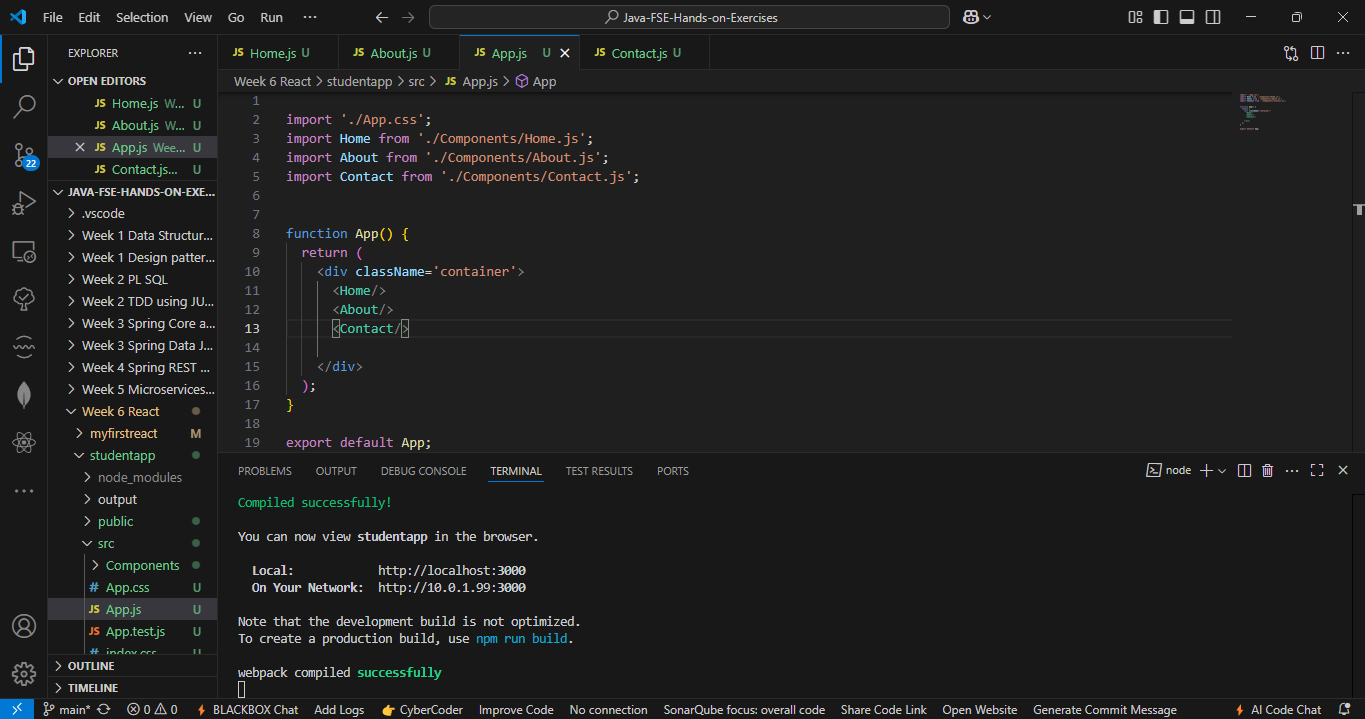 File Edit Selection View Go Run ··· Java-FSE-Hands-on-Exercises
EXPLORER ···
OPEN EDITORS
JS Home.js W... U
JS About.js W... U
JS App.js Wee... U
JS Contact.js... U
JAVA-FSE-HANDS-ON-EXE...
.vscode
Week 1 Data Structur...
Week 1 Design patter...
Week 2 PL SQL
Week 2 TDD using JU...
Week 3 Spring Core a...
Week 3 Spring Data J...
Week 4 Spring REST ...
Week 5 Microservices...
Week 6 React
myfirstreact M
studentapp
node_modules
output
public
src
Components
# App.css U
JS App.js U
JS App.test.js U
# index.css U
OUTLINE
TIMELINE
22
JS Home.js U JS About.js U JS App.js U JS Contact.js U
Week 6 React > studentapp > src > JS App.js > App
1
2 import './App.css';
3 import Home from './Components/Home.js';
4 import About from './Components/About.js';
5 import Contact from './Components/Contact.js';
6
7
8 function App() {
9 return (
10 <div className='container'>
11 <Home/>
12 <About/>
13 <Contact/>
14
15 </div>
16 );
17 }
18
19 export default App;
PROBLEMS OUTPUT DEBUG CONSOLE TERMINAL TEST RESULTS PORTS node
Compiled successfully!
You can now view studentapp in the browser.
Local: http://localhost:3000
On Your Network: http://10.0.1.99:3000
Note that the development build is not optimized.
To create a production build, use npm run build.
webpack compiled successfully
main* 0 0 BLACKBOX Chat Add Logs CyberCoder Improve Code No connection SonarQube focus: overall code Share Code Link Open Website Generate Commit Message AI Code Chat